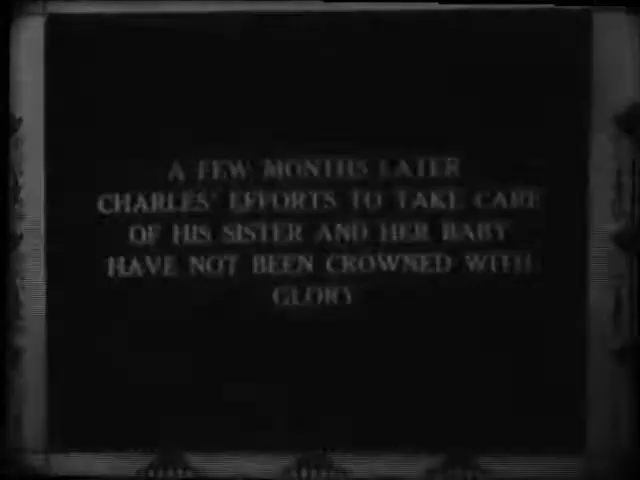 A FEW MONTHS LATER
CHARLES' EFFORTS TO TAKE CARE
OF HIS SISTER AND HER BABY
HAVE NOT BEEN CROWNED WITH
GLORY